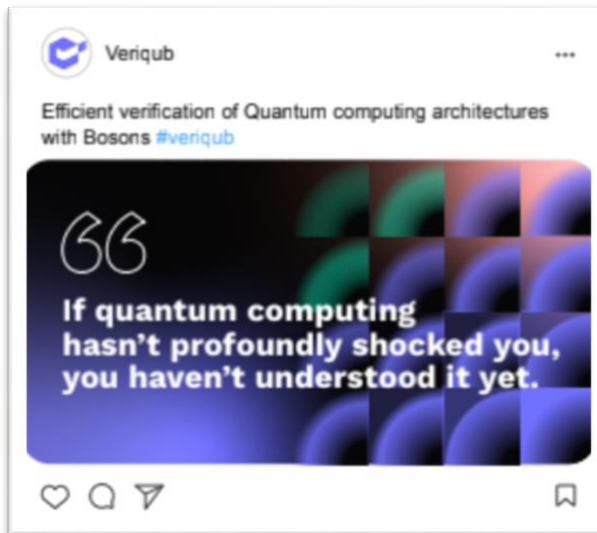 Veriqub
Efficient verification of Quantum computing architectures
with Bosons #veriqub
If quantum computing
hasn’t profoundly shocked you,
you haven’t understood it yet.